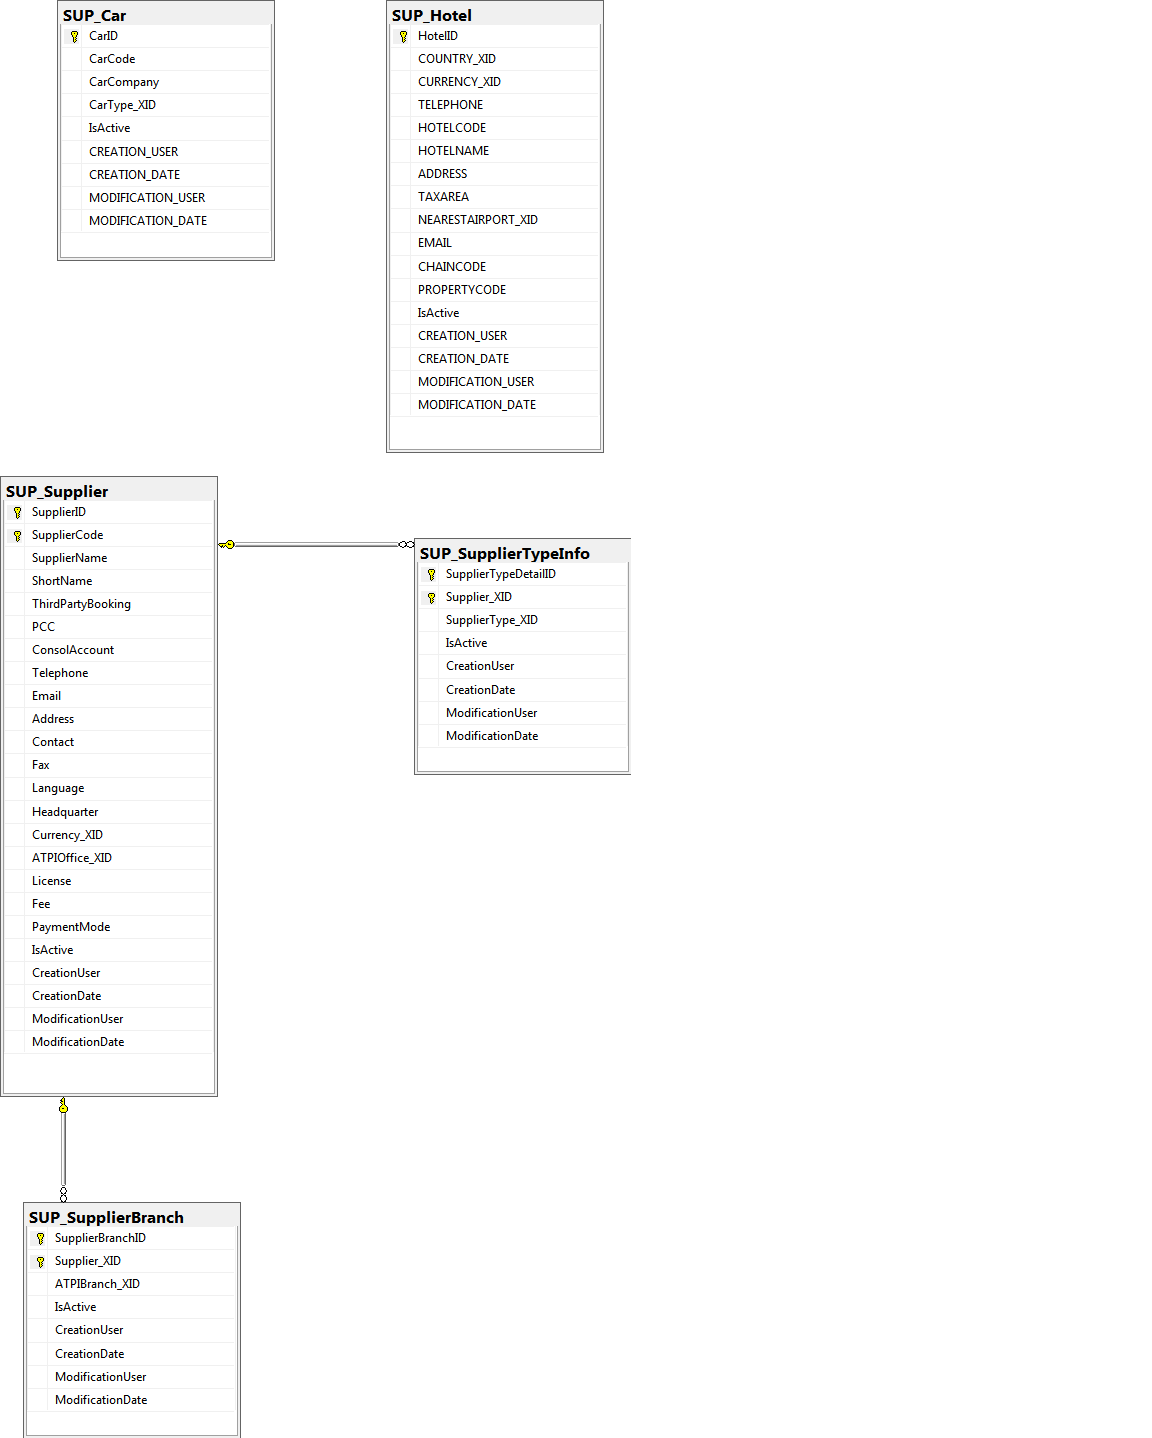 SUP_Car
CarID
CarCode
CarCompany
CarType_XID
IsActive
CREATION_USER
CREATION_DATE
MODIFICATION_USER
MODIFICATION_DATE
SUP_Hotel
HotelID
COUNTRY_XID
CURRENCY_XID
TELEPHONE
HOTELCODE
HOTELNAME
ADDRESS
TAXAREA
NEARESTAIRPORT_XID
EMAIL
CHAINCODE
PROPERTYCODE
IsActive
CREATION_USER
CREATION_DATE
MODIFICATION_USER
MODIFICATION_DATE
SUP_Supplier
SupplierID
SupplierCode
SupplierName
ShortName
ThirdPartyBooking
PCC
ConsolAccount
Telephone
Email
Address
Contact
Fax
Language
Headquarter
Currency_XID
ATPIOffice_XID
License
Fee
PaymentMode
IsActive
CreationUser
CreationDate
ModificationUser
ModificationDate
SUP_SupplierTypeInfo
SupplierTypeDetailID
Supplier_XID
SupplierType_XID
IsActive
CreationUser
CreationDate
ModificationUser
ModificationDate
SUP_SupplierBranch
SupplierBranchID
Supplier_XID
ATPIBranch_XID
IsActive
CreationUser
CreationDate
ModificationUser
ModificationDate